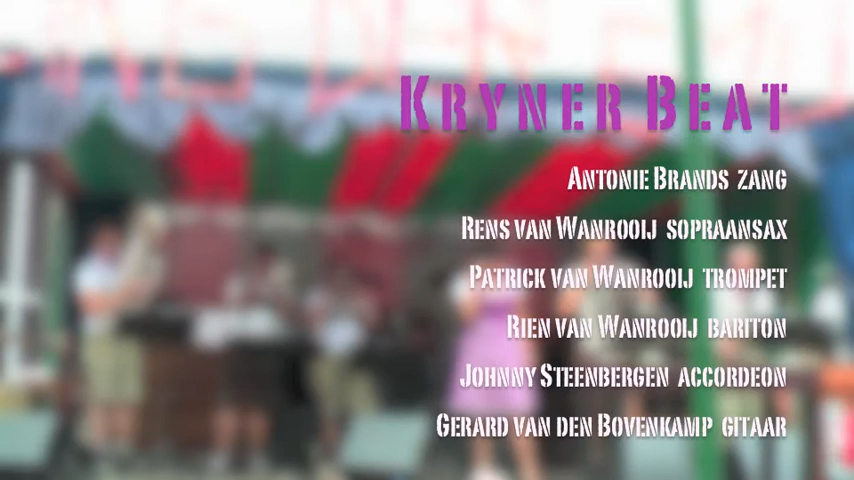 KRYNER BEAT
ANTONIE BRANDS ZANG
RENS VAN WANROOIJ SOPRAANSAX
PATRICK VAN WANROOIJ TROMPET
RIEN VAN WANROOIJ BARITON
JOHNNY STEENBERGEN ACCORDEON
GERARD VAN DEN BOVENKAMP GITAAR